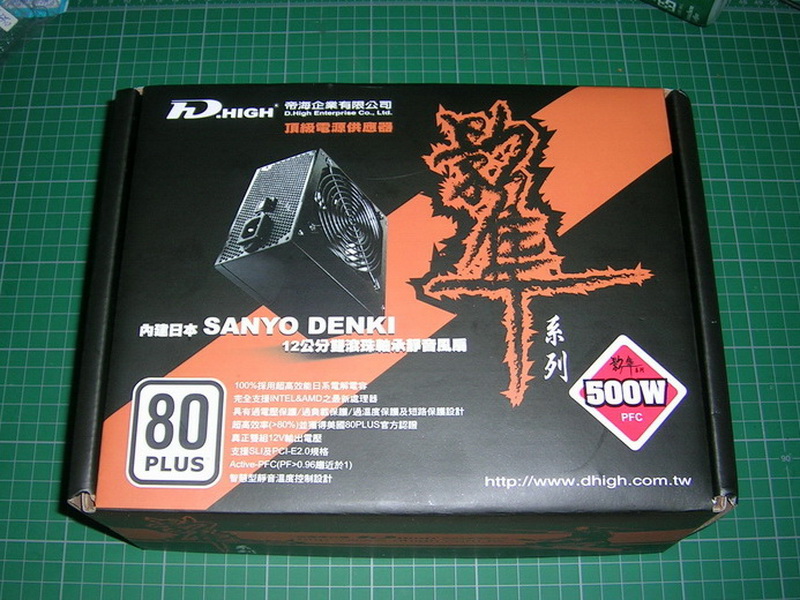 D.HIGH
帝海企業有限公司
D.High Enterprise Co., Ltd.
頂級電源供應器
影隼
系列
內建日本 SANYO DENKI
12公分雙滾珠軸承靜音風扇
500W
PFC
80
PLUS
100%採用超高效能日系電解電容
完全支援INTEL&AMD之最新處理器
具有過電壓保護/過負載保護/過溫度保護及短路保護設計
超高效率(>80%)並獲得美國80PLUS官方認證
真正雙組12V輸出電壓
支援SLI及PCI-E2.0規格
Active-PFC(PF>0.96趨近於1)
智慧型靜音溫度控制設計
http://www.dhigh.com.tw